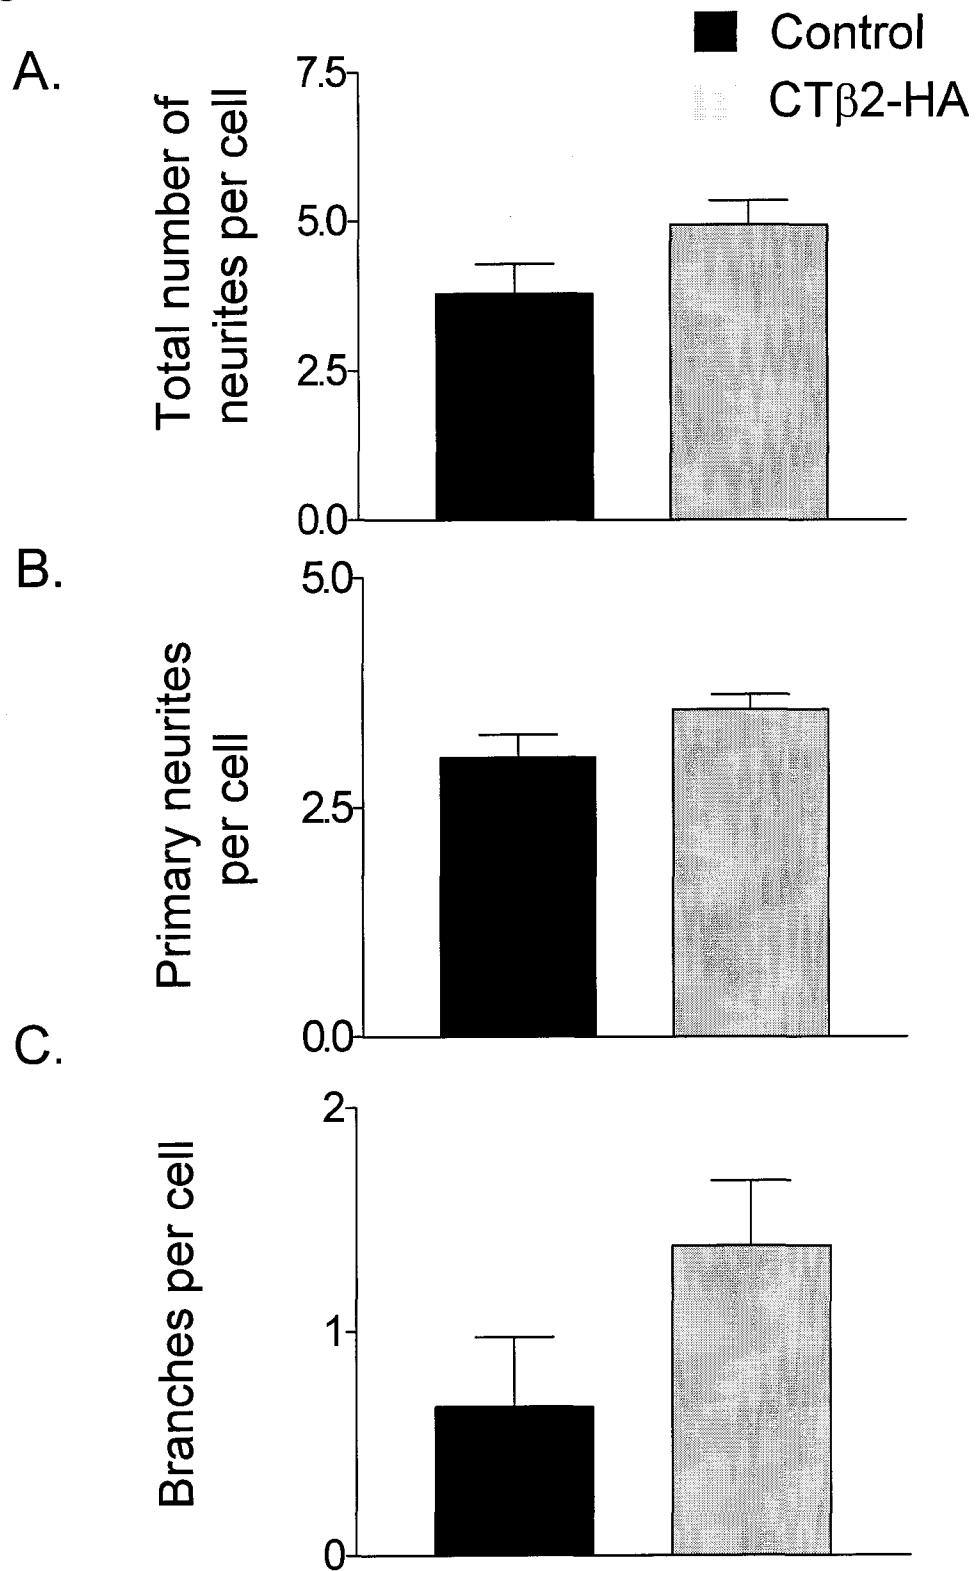 Control
CTβ2-HA
A.
Total number of
neurites per cell
7.5
5.0
2.5
0.0
B.
Primary neurites
per cell
5.0
2.5
0.0
C.
Branches per cell
2
1
0